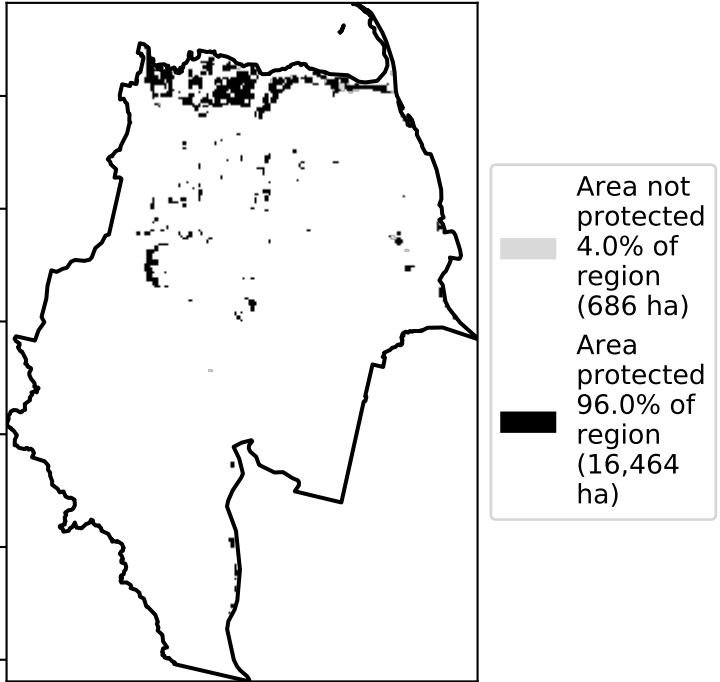 Area not
protected
4.0% of
region
(686 ha)
Area
protected
96.0% of
region
(16,464
ha)